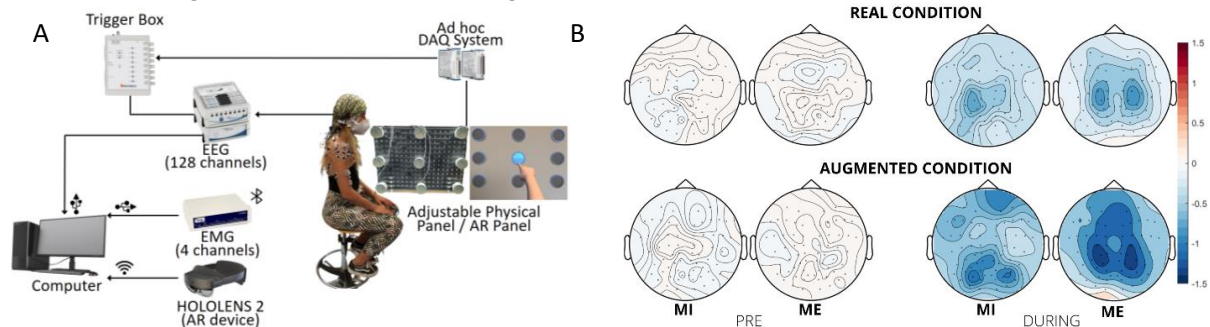 A
Trigger Box
Ad hoc
DAQ System
EEG
(128 channels)
EMG
(4 channels)
Computer
HOLOLENS 2
(AR device)
Adjustable Physical
Panel / AR Panel
B
REAL CONDITION
AUGMENTED CONDITION
MI
PRE
ME
MI
DURING
ME
1.5
1
0.5
0
-0.5
-1
-1.5